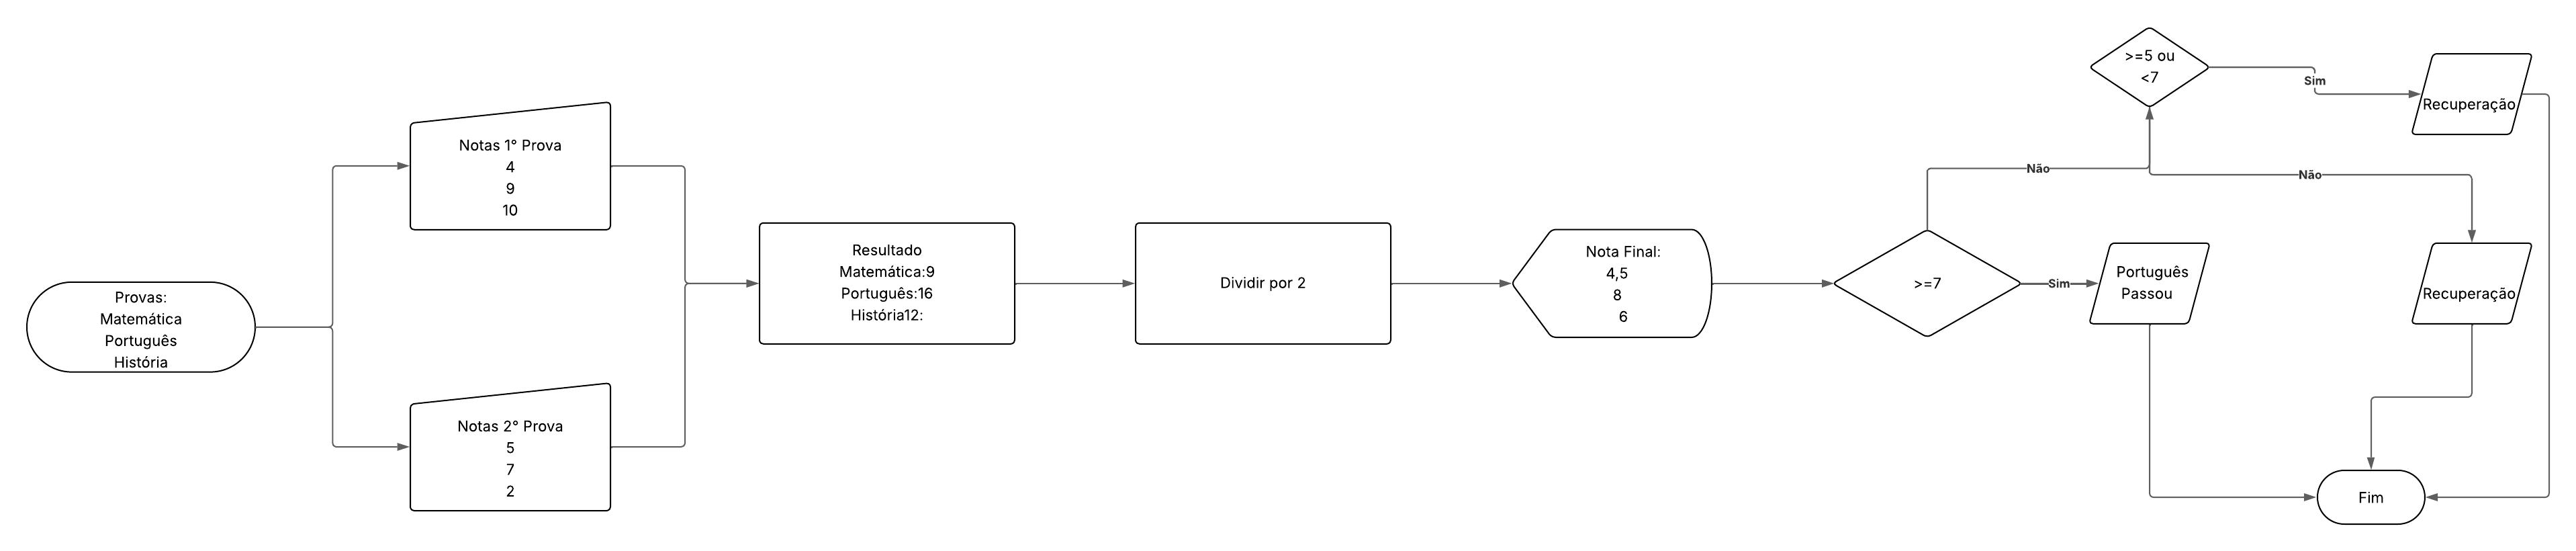 Provas:
Matemática
Português
História
Notas 1° Prova
4
9
10
Notas 2° Prova
5
7
2
Resultado
Matemática:9
Português:16
História12:
Dividir por 2
Nota Final:
4,5
8
6
>=7
Não
Sim
>=5 ou
<7
Sim
Recuperação
Não
Português
Passou
Recuperação
Fim